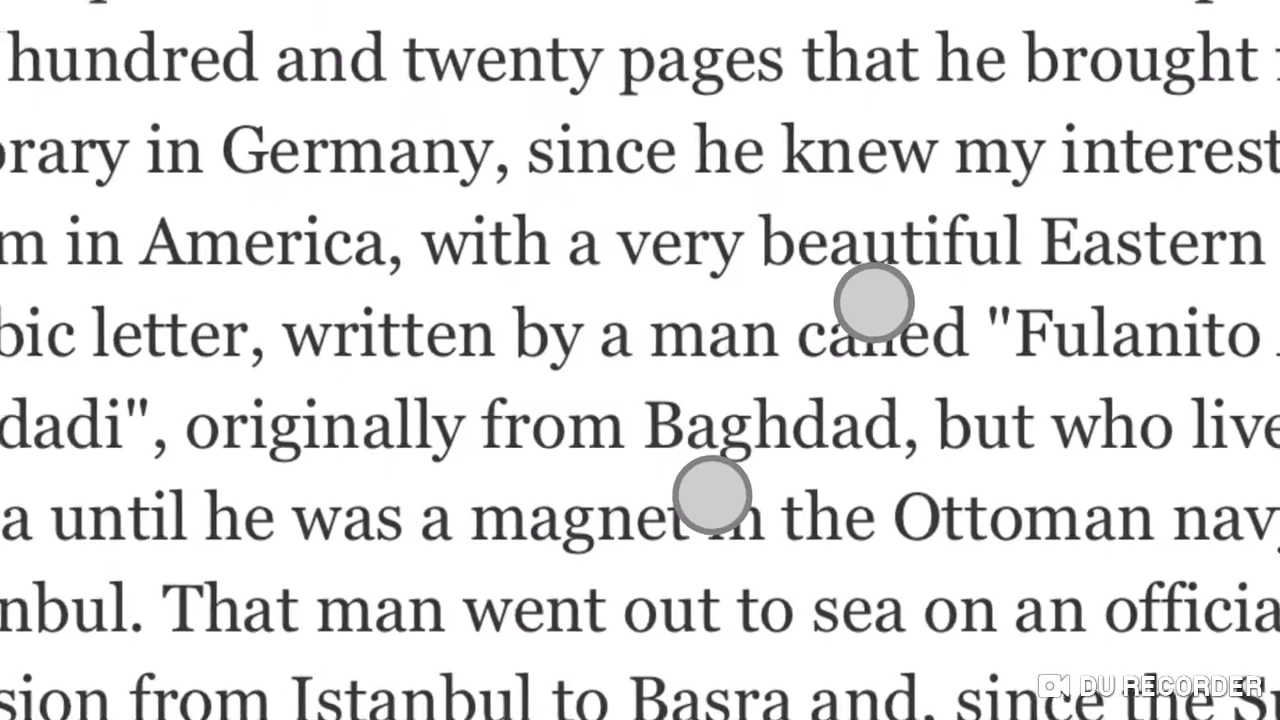 hundred and twenty pages that he brought
in Germany, since he knew my interest
in America, with a very beautiful Eastern
letter, written by a man called "Fulanito
dadi", originally from Baghdad, but who live
a until he was a magnet in the Ottoman nav
nbul. That man went out to sea on an officia
sion from Istanbul to Basra and, since the
DU RECORDER